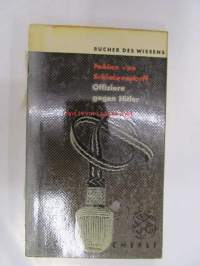 BÜCHER DES WISSENS
Fabian von
Schlabrendorff
Offiziere
gegen Hitler